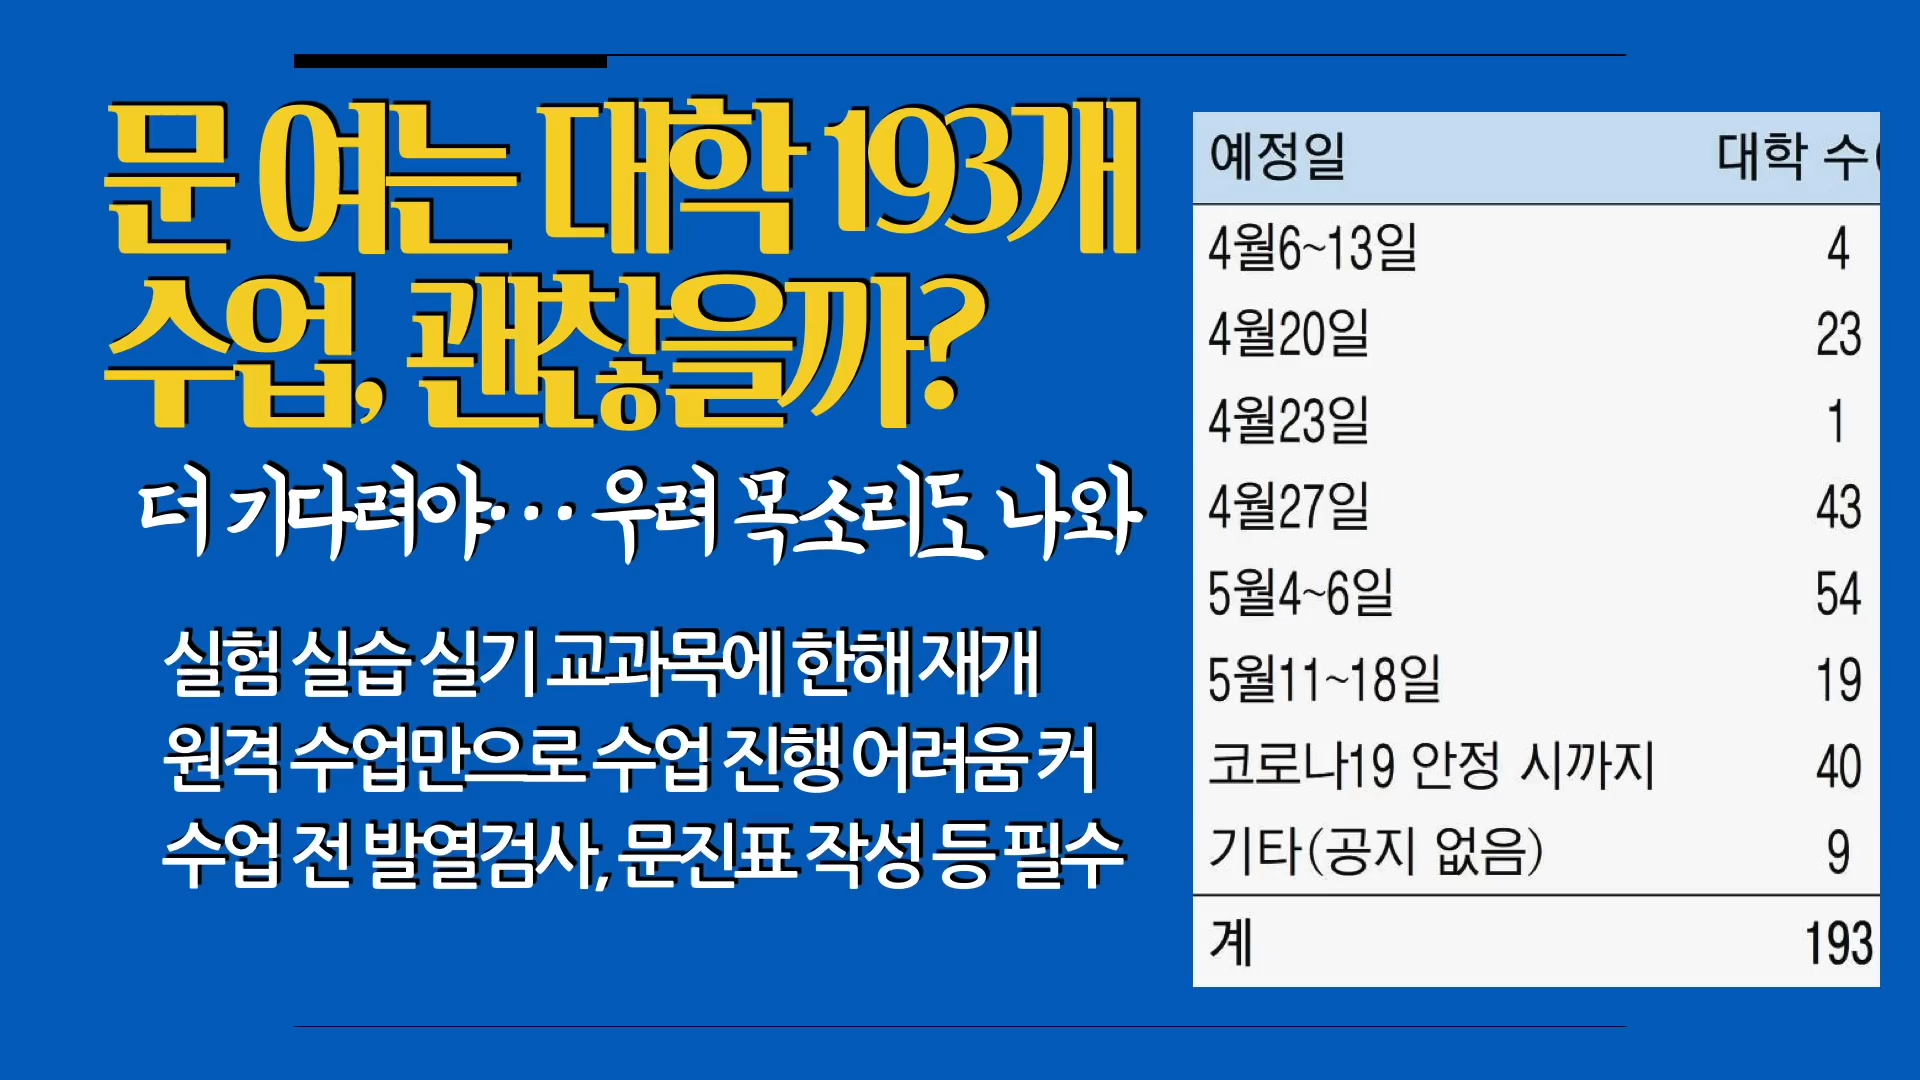 문 여는 대학 193개
수업, 괜찮을까?
더 기다려야… 우려 목소리도 나와
실험 실습 실기 교과목에 한해 재개
원격 수업만으로 수업 진행 어려움 커
수업 전 발열검사, 문진표 작성 등 필수
예정일 대학 수(
4월6~13일 4
4월20일 23
4월23일 1
4월27일 43
5월4~6일 54
5월11~18일 19
코로나19 안정 시까지 40
기타(공지 없음) 9
계 193